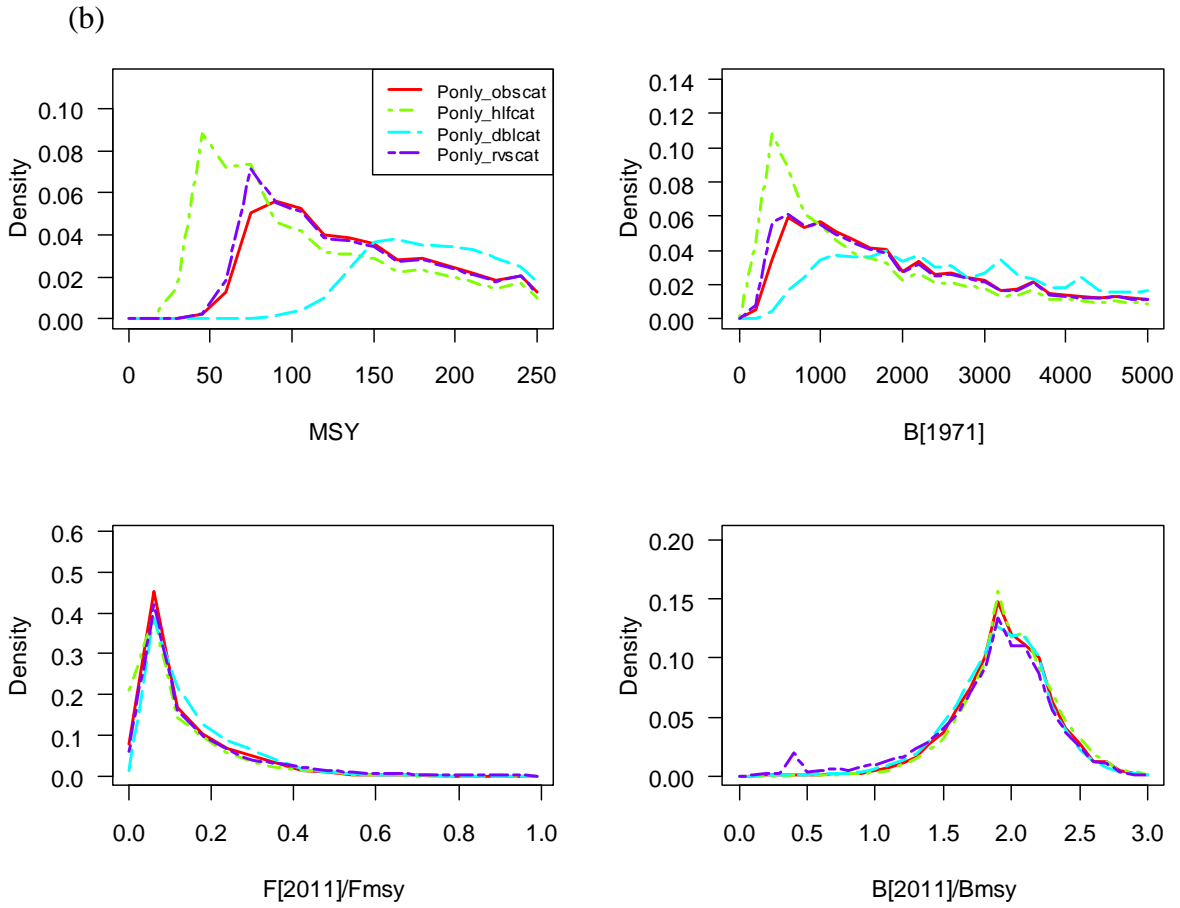 (b)
0.10
0.08
0.06
0.04
0.02
0.00
Density
Ponly_obscat
Ponly_hlfcat
Ponly_dblcat
Ponly_rvscat
0 50 100 150 200 250
MSY
0.14
0.12
0.10
0.08
0.06
0.04
0.02
0.00
Density
0 1000 2000 3000 4000 5000
B[1971]
0.6
0.5
0.4
0.3
0.2
0.1
0.0
Density
0.0 0.2 0.4 0.6 0.8 1.0
F[2011]/Fmsy
0.20
0.15
0.10
0.05
0.00
Density
0.0 0.5 1.0 1.5 2.0 2.5 3.0
B[2011]/Bmsy